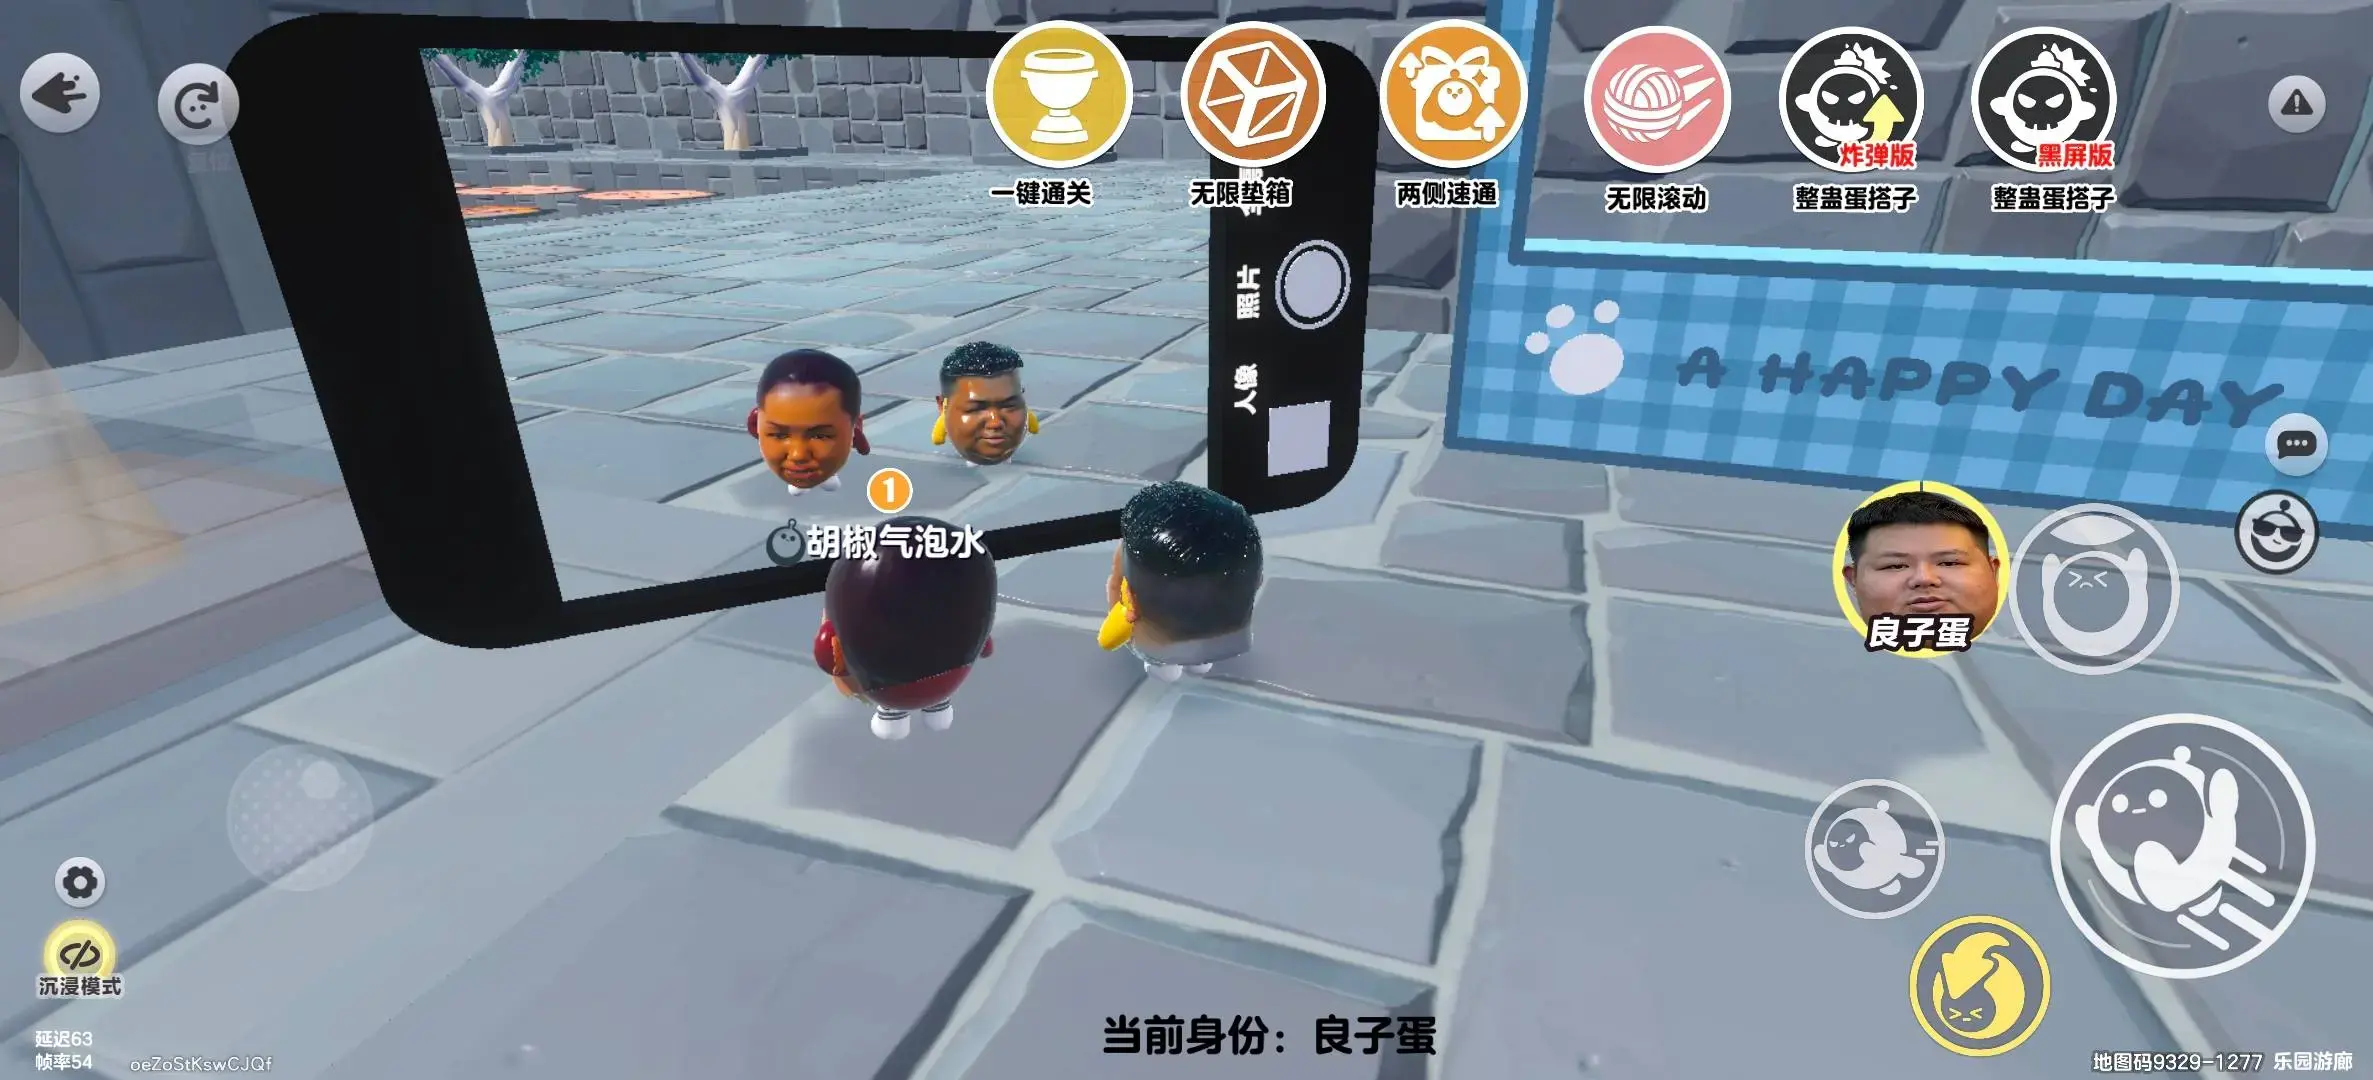 一键通关
无限垫箱
两侧速通
无限滚动
炸弹版
整蛊蛋搭子
黑屏版
整蛊蛋搭子
照片
人像
A HAPPY DAY
1
胡椒气泡水
良子蛋
沉浸模式
延迟63
帧率54
oeZoStKswCJQf
当前身份：良子蛋
地图码9329-1277 乐园游廊